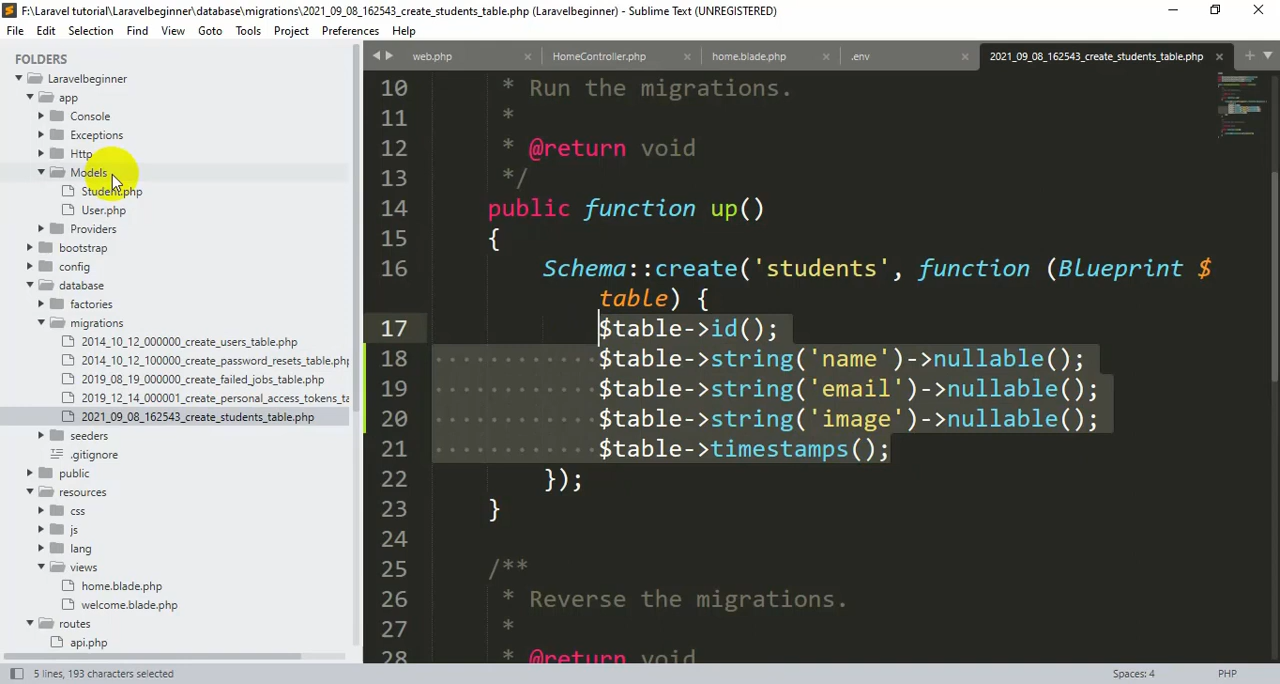 F:\Laravel tutorial\Laravelbeginner\database\migrations\2021_09_08_162543_create_students_table.php (Laravelbeginner) - Sublime Text (UNREGISTERED)
File Edit Selection Find View Goto Tools Project Preferences Help
FOLDERS
Laravelbeginner
app
Console
Exceptions
Http
Models
Student.php
User.php
Providers
bootstrap
config
database
factories
migrations
2014_10_12_000000_create_users_table.php
2014_10_12_100000_create_password_resets_table.php
2019_08_19_000000_create_failed_jobs_table.php
2019_12_14_000001_create_personal_access_tokens_ta
2021_09_08_162543_create_students_table.php
seeders
.gitignore
public
resources
css
js
lang
views
home.blade.php
welcome.blade.php
routes
api.php
web.php HomeController.php home.blade.php .env 2021_09_08_162543_create_students_table.php
10 * Run the migrations.
11 *
12 * @return void
13 */
14 public function up()
15 {
16 Schema::create('students', function (Blueprint $
table) {
17 $table->id();
18 $table->string('name')->nullable();
19 $table->string('email')->nullable();
20 $table->string('image')->nullable();
21 $table->timestamps();
22 });
23 }
24
25 /**
26 * Reverse the migrations.
27 *
28 * @return void
5 lines, 193 characters selected Spaces: 4 PHP